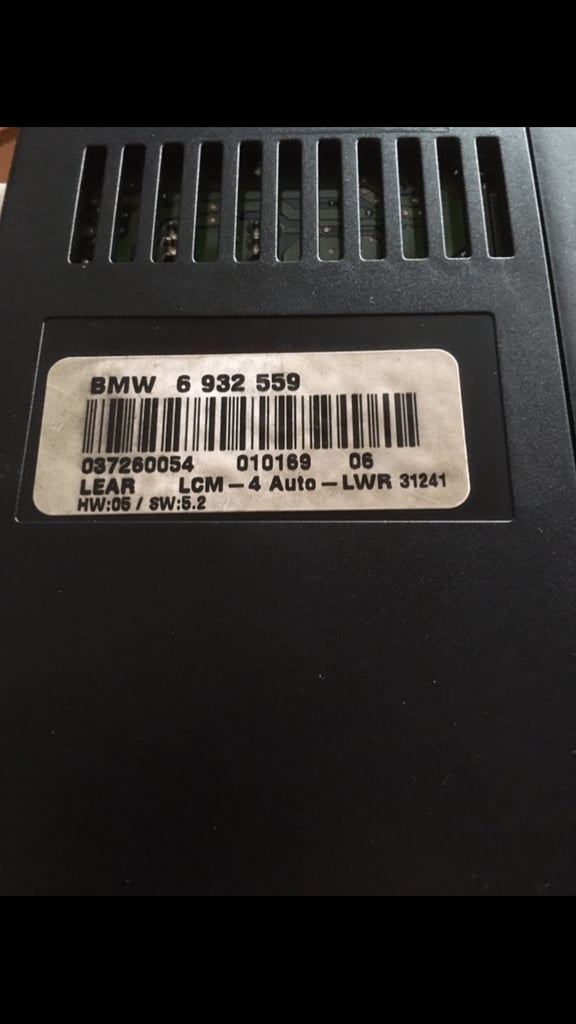 BMW 6 932 559
037260054 010169 06
LEAR LCM-4 Auto-LWR 31241
HW:05 / SW:5.2